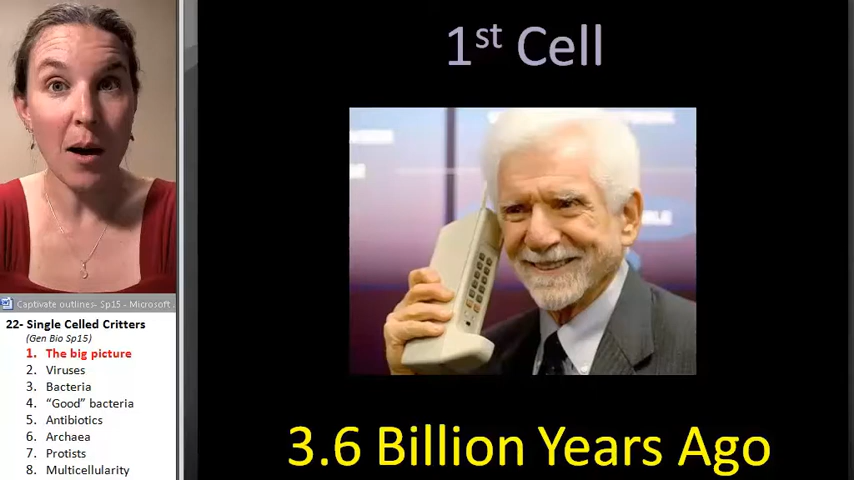 1st Cell
3.6 Billion Years Ago
Captivate outlines- Sp15 - Microsoft
22- Single Celled Critters
(Gen Bio Sp15)
1. The big picture
2. Viruses
3. Bacteria
4. “Good” bacteria
5. Antibiotics
6. Archaea
7. Protists
8. Multicellularity